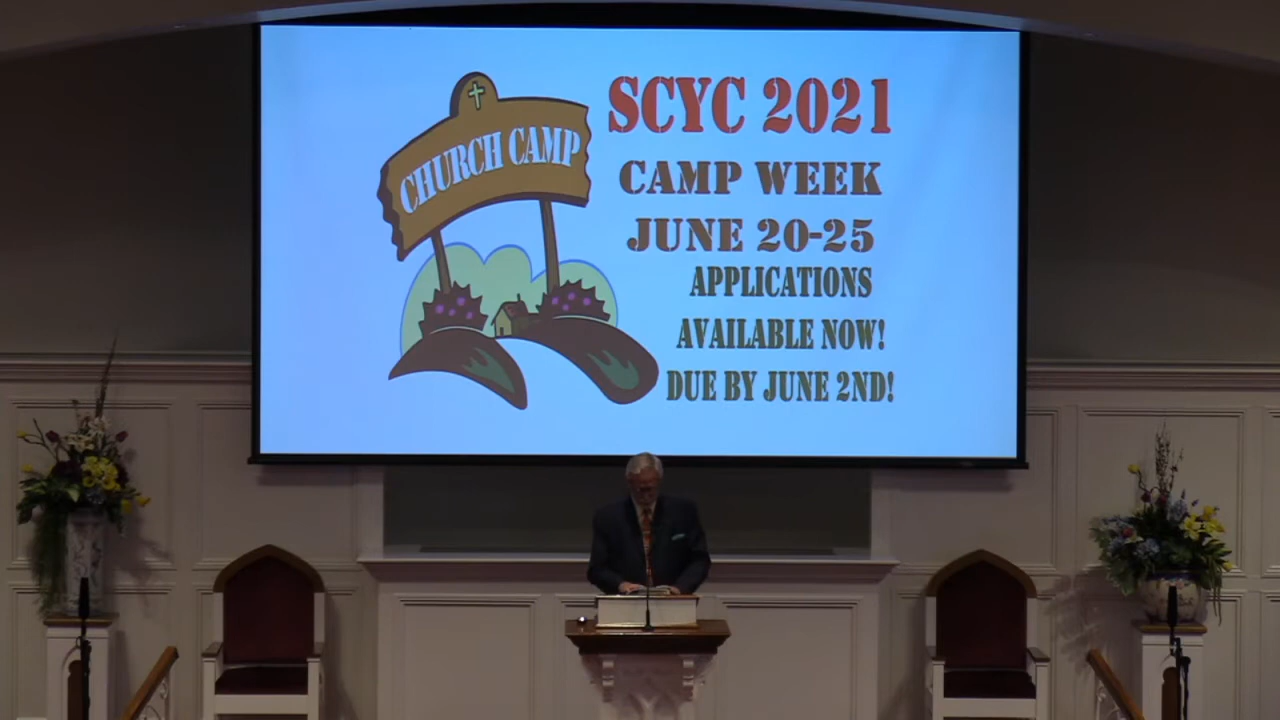 CHURCH CAMP
SCYC 2021
CAMP WEEK
JUNE 20-25
APPLICATIONS
AVAILABLE NOW!
DUE BY JUNE 2ND!